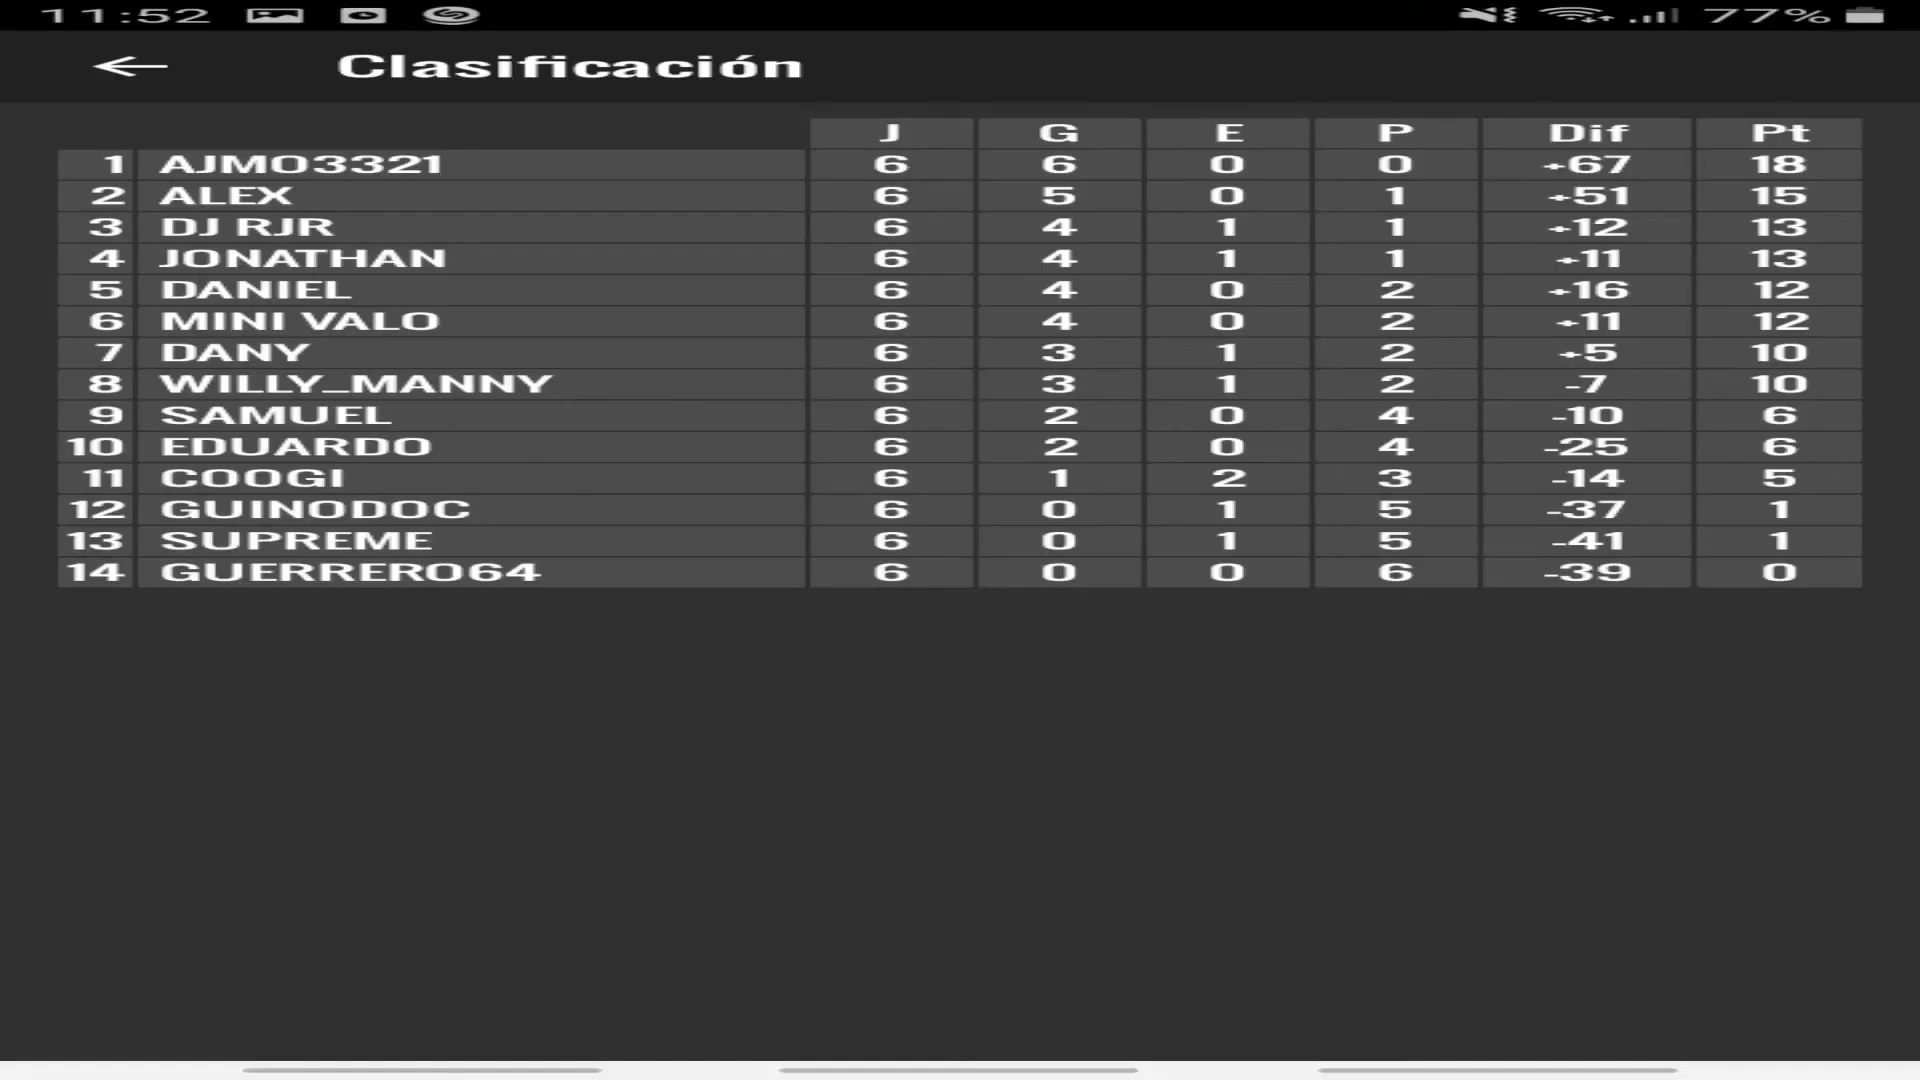 11:52 77%
Clasificación
J G E P Dif Pt
1 AJMO3321 6 6 0 0 +67 18
2 ALEX 6 5 0 1 +51 15
3 DJ RJR 6 4 1 1 +12 13
4 JONATHAN 6 4 1 1 +11 13
5 DANIEL 6 4 0 2 +16 12
6 MINI VALO 6 4 0 2 +11 12
7 DANY 6 3 1 2 +5 10
8 WILLY_MANNY 6 3 1 2 -7 10
9 SAMUEL 6 2 0 4 -10 6
10 EDUARDO 6 2 0 4 -25 6
11 COOGI 6 1 2 3 -14 5
12 GUINODOC 6 0 1 5 -37 1
13 SUPREME 6 0 1 5 -41 1
14 GUERRERO64 6 0 0 6 -39 0